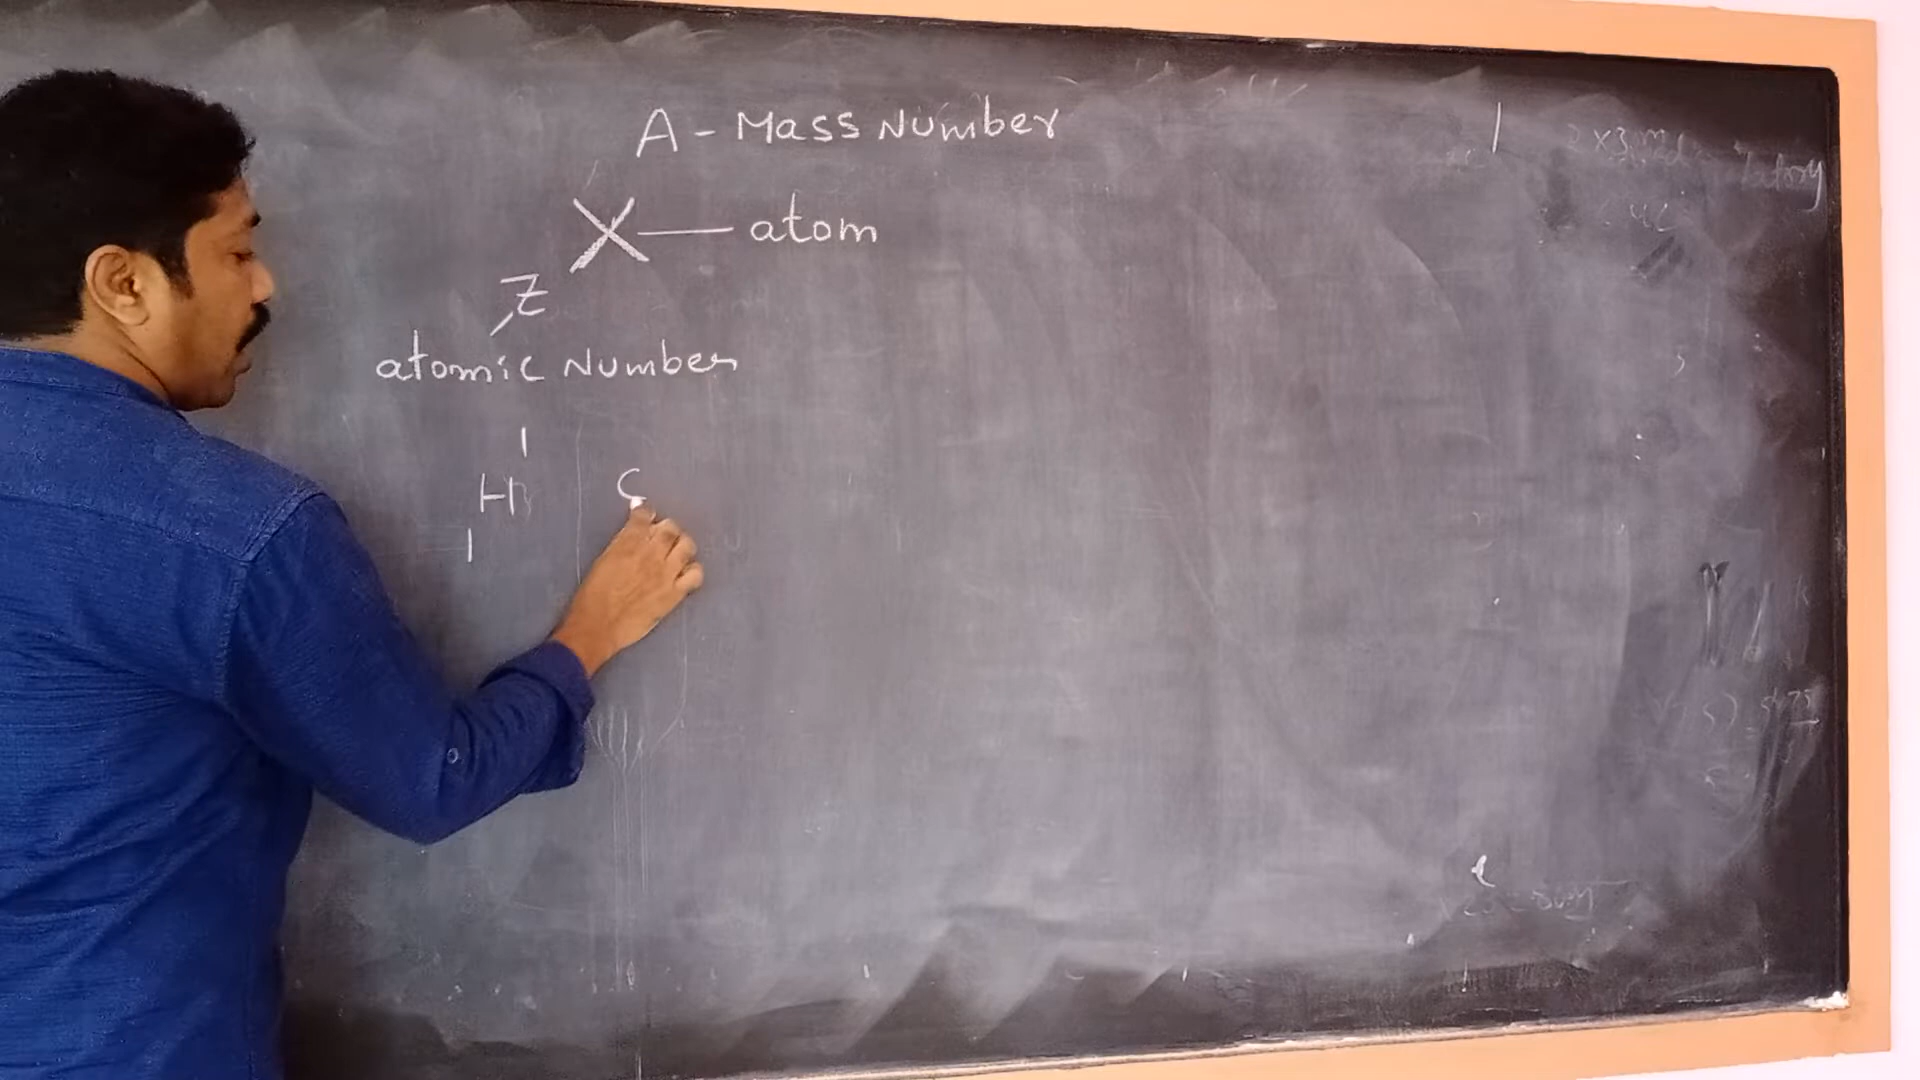 A - Mass Number
X — atom
Z
atomic Number
1
H C
1